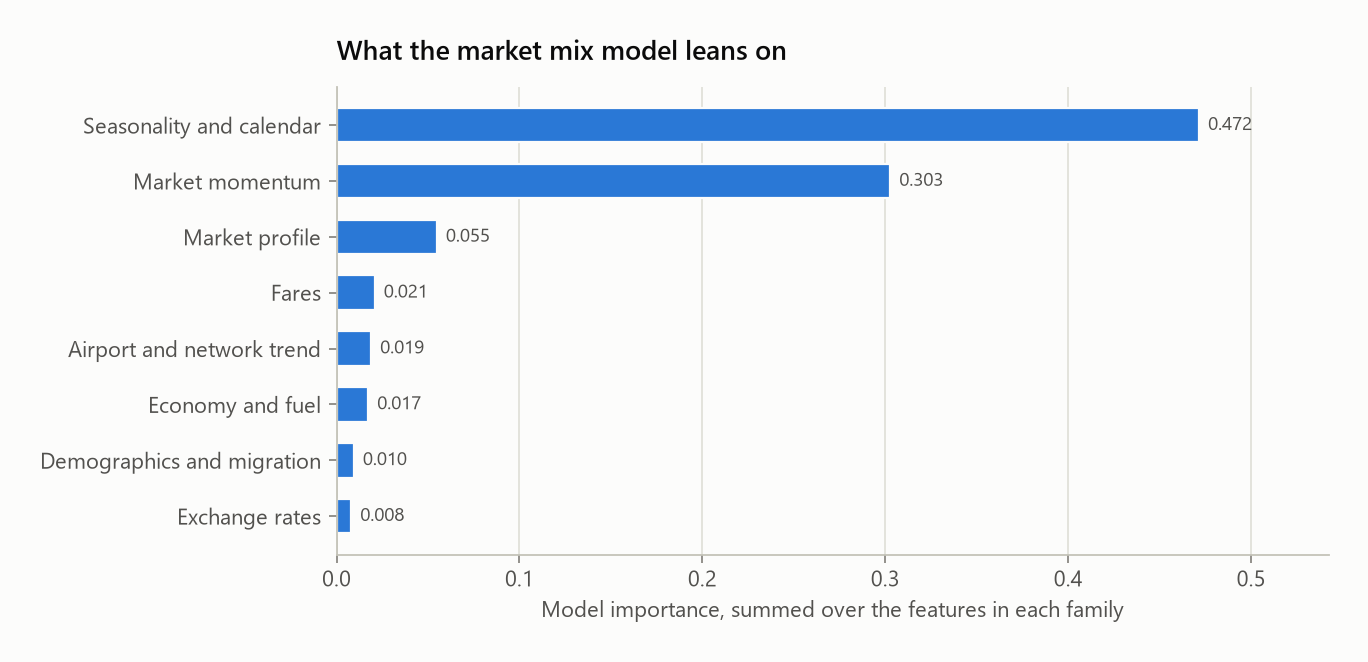 What the market mix model leans on
Seasonality and calendar 0.472
Market momentum 0.303
Market profile 0.055
Fares 0.021
Airport and network trend 0.019
Economy and fuel 0.017
Demographics and migration 0.010
Exchange rates 0.008
0.0 0.1 0.2 0.3 0.4 0.5
Model importance, summed over the features in each family